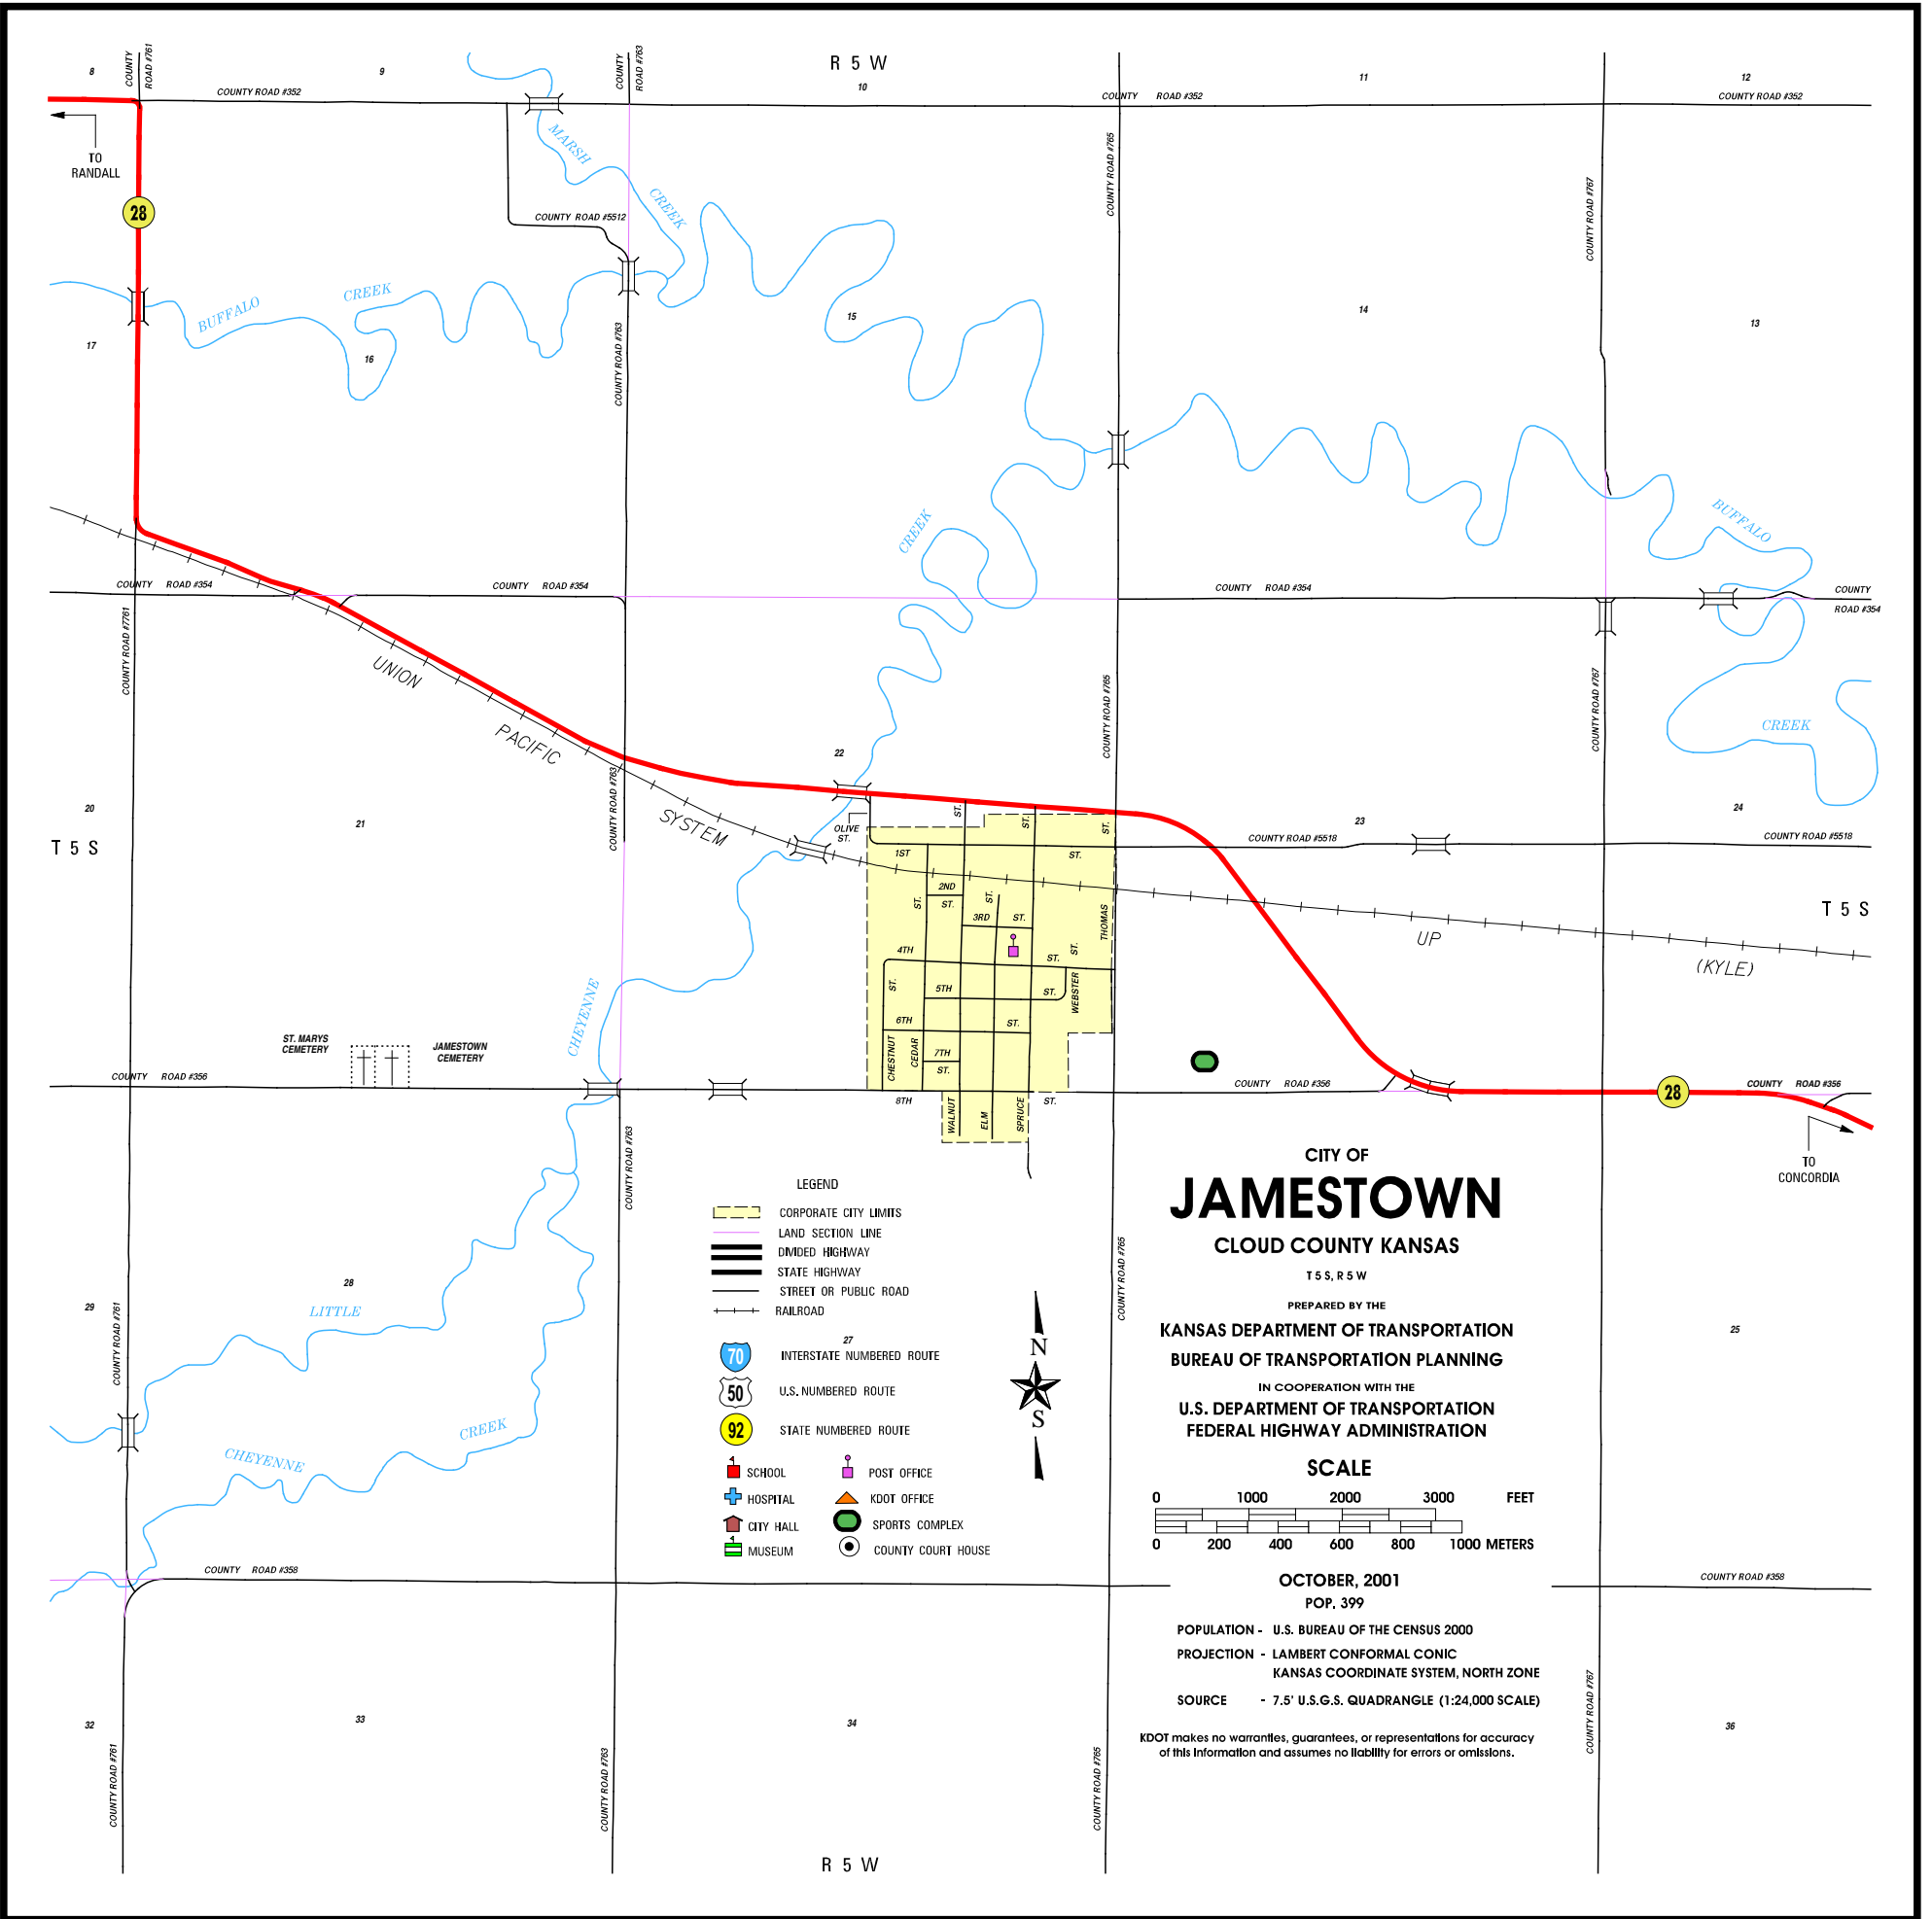 R 5 W
8
COUNTY
ROAD #761
9
COUNTY
ROAD #763
10
11
12
COUNTY ROAD #352
COUNTY ROAD #352
COUNTY ROAD #352
TO
RANDALL
28
MARSH
CREEK
COUNTY ROAD #5512
COUNTY ROAD #765
COUNTY ROAD #767
BUFFALO
CREEK
17
16
15
14
13
COUNTY ROAD #763
CREEK
BUFFALO
COUNTY ROAD #354
COUNTY ROAD #354
COUNTY ROAD #354
COUNTY
ROAD #354
COUNTY ROAD #7761
UNION
PACIFIC
SYSTEM
COUNTY ROAD #765
COUNTY ROAD #767
CREEK
22
COUNTY ROAD #763
20
21
23
24
T 5 S
OLIVE
ST.
ST.
ST.
ST.
COUNTY ROAD #5518
COUNTY ROAD #5518
1ST
ST.
2ND
ST.
ST.
ST.
3RD
ST.
THOMAS
T 5 S
UP
(KYLE)
4TH
ST.
ST.
ST.
5TH
ST.
WEBSTER
CHEYENNE
6TH
ST.
ST. MARYS
CEMETERY
JAMESTOWN
CEMETERY
CHESTNUT
CEDAR
7TH
ST.
COUNTY ROAD #356
COUNTY ROAD #356
28
COUNTY ROAD #356
8TH
WALNUT
ELM
SPRUCE
ST.
COUNTY ROAD #763
TO
CONCORDIA
CITY OF
JAMESTOWN
CLOUD COUNTY KANSAS
T 5 S, R 5 W
PREPARED BY THE
KANSAS DEPARTMENT OF TRANSPORTATION
BUREAU OF TRANSPORTATION PLANNING
IN COOPERATION WITH THE
U.S. DEPARTMENT OF TRANSPORTATION
FEDERAL HIGHWAY ADMINISTRATION
SCALE
0 1000 2000 3000 FEET
0 200 400 600 800 1000 METERS
OCTOBER, 2001
POP. 399
POPULATION - U.S. BUREAU OF THE CENSUS 2000
PROJECTION - LAMBERT CONFORMAL CONIC
KANSAS COORDINATE SYSTEM, NORTH ZONE
SOURCE - 7.5' U.S.G.S. QUADRANGLE (1:24,000 SCALE)
KDOT makes no warranties, guarantees, or representations for accuracy
of this information and assumes no liability for errors or omissions.
LEGEND
CORPORATE CITY LIMITS
LAND SECTION LINE
DIVIDED HIGHWAY
STATE HIGHWAY
STREET OR PUBLIC ROAD
RAILROAD
27
70
INTERSTATE NUMBERED ROUTE
50
U.S. NUMBERED ROUTE
92
STATE NUMBERED ROUTE
SCHOOL
POST OFFICE
HOSPITAL
KDOT OFFICE
CITY HALL
SPORTS COMPLEX
MUSEUM
COUNTY COURT HOUSE
N
S
COUNTY ROAD #765
29
28
LITTLE
COUNTY ROAD #761
CREEK
CHEYENNE
25
COUNTY ROAD #358
COUNTY ROAD #358
32
33
34
36
COUNTY ROAD #761
COUNTY ROAD #763
COUNTY ROAD #765
COUNTY ROAD #767
R 5 W